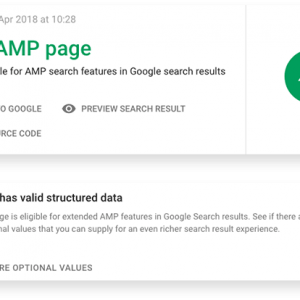 Apr 2018 at 10:28
AMP page
le for AMP search features in Google search results
O GOOGLE PREVIEW SEARCH RESULT
URCE CODE
has valid structured data
ge is eligible for extended AMP features in Google Search results. See if there a
nal values that you can supply for an even richer search result experience.
RE OPTIONAL VALUES